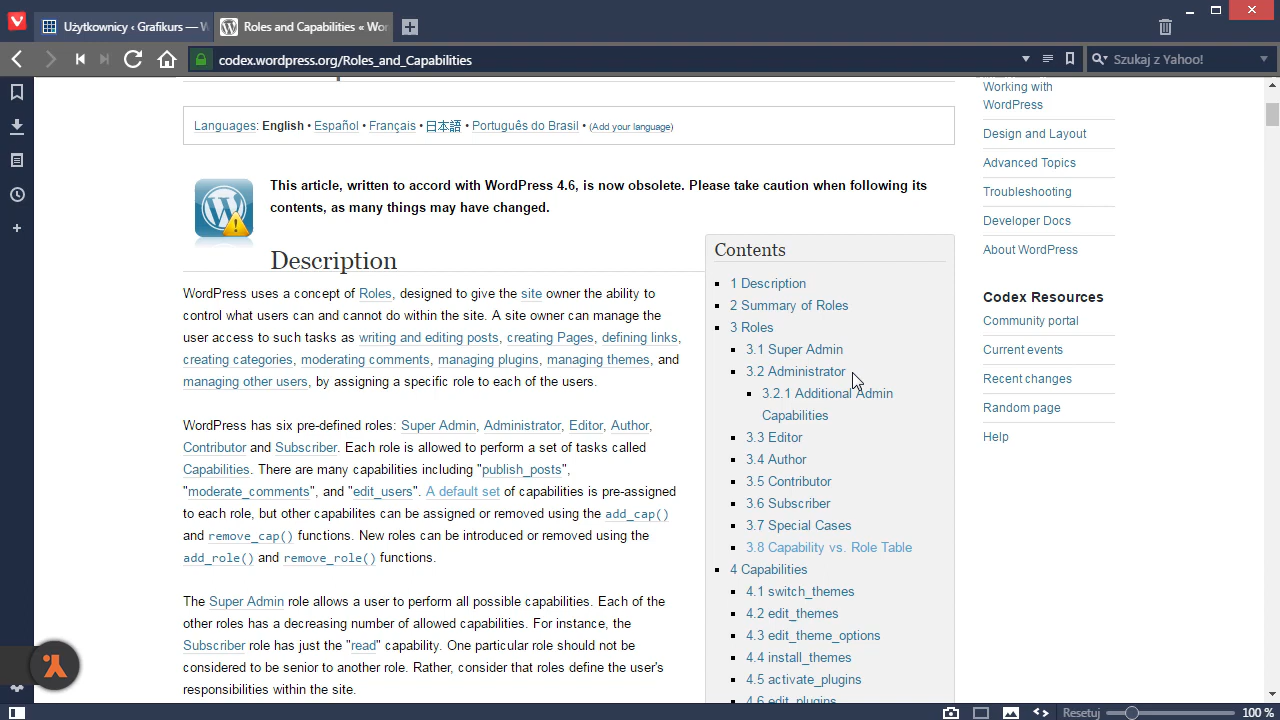 Użytkownicy ‹ Grafikurs — W
Roles and Capabilities « Wor
codex.wordpress.org/Roles_and_Capabilities
Szukaj z Yahoo!
Languages: English • Español • Français • 日本語 • Português do Brasil • (Add your language)
This article, written to accord with WordPress 4.6, is now obsolete. Please take caution when following its
contents, as many things may have changed.
Description
WordPress uses a concept of Roles, designed to give the site owner the ability to
control what users can and cannot do within the site. A site owner can manage the
user access to such tasks as writing and editing posts, creating Pages, defining links,
creating categories, moderating comments, managing plugins, managing themes, and
managing other users, by assigning a specific role to each of the users.
WordPress has six pre-defined roles: Super Admin, Administrator, Editor, Author,
Contributor and Subscriber. Each role is allowed to perform a set of tasks called
Capabilities. There are many capabilities including "publish_posts",
"moderate_comments", and "edit_users". A default set of capabilities is pre-assigned
to each role, but other capabilites can be assigned or removed using the add_cap()
and remove_cap() functions. New roles can be introduced or removed using the
add_role() and remove_role() functions.
The Super Admin role allows a user to perform all possible capabilities. Each of the
other roles has a decreasing number of allowed capabilities. For instance, the
Subscriber role has just the "read" capability. One particular role should not be
considered to be senior to another role. Rather, consider that roles define the user's
responsibilities within the site.
Contents
1 Description
2 Summary of Roles
3 Roles
3.1 Super Admin
3.2 Administrator
3.2.1 Additional Admin
Capabilities
3.3 Editor
3.4 Author
3.5 Contributor
3.6 Subscriber
3.7 Special Cases
3.8 Capability vs. Role Table
4 Capabilities
4.1 switch_themes
4.2 edit_themes
4.3 edit_theme_options
4.4 install_themes
4.5 activate_plugins
4.6 edit_plugins
Working with
WordPress
Design and Layout
Advanced Topics
Troubleshooting
Developer Docs
About WordPress
Codex Resources
Community portal
Current events
Recent changes
Random page
Help
Resetuj
100 %